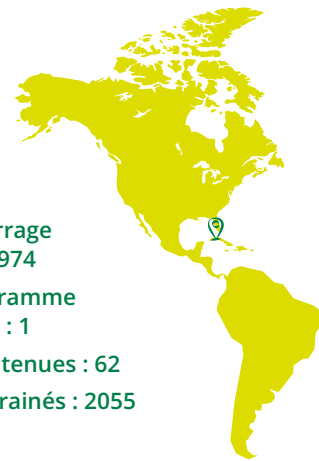 rrage
974
ramme
: 1
tenues : 62
rainés : 2055